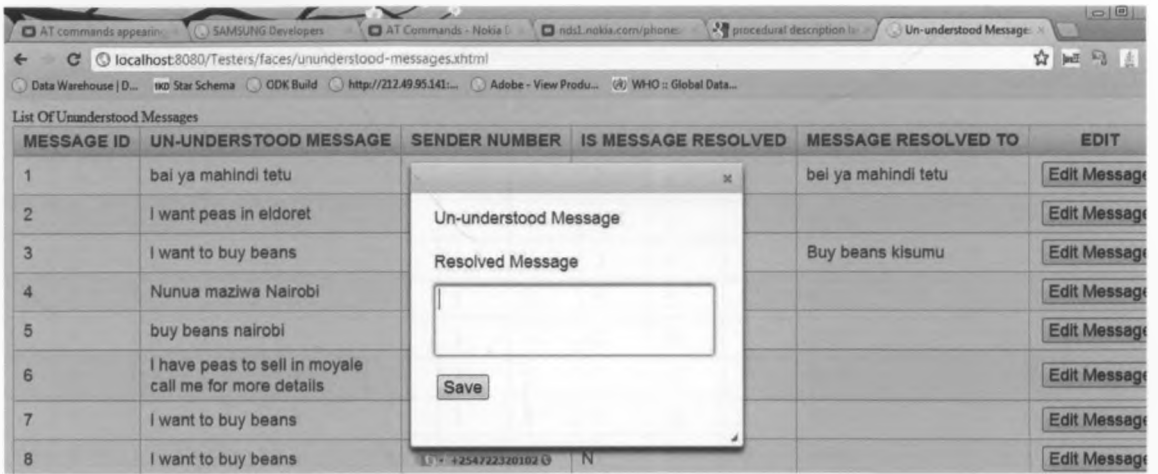 AT commands appearing
SAMSUNG Developers
AT Commands - Nokia
nds1.nokia.com/phones
procedural description
Un-understood Message
localhost:8080/Testers/faces/ununderstood-messages.xhtml
Data Warehouse | D... Star Schema ODK Build http://212.49.95.141:... Adobe - View Produ... WHO :: Global Data...
List Of Ununderstood Messages
MESSAGE ID UN-UNDERSTOOD MESSAGE SENDER NUMBER IS MESSAGE RESOLVED MESSAGE RESOLVED TO EDIT
1 bai ya mahindi tetu bei ya mahindi tetu Edit Message
2 I want peas in eldoret Edit Message
3 I want to buy beans Buy beans kisumu Edit Message
4 Nunua maziwa Nairobi Edit Message
5 buy beans nairobi Edit Message
6 I have peas to sell in moyale
call me for more details Edit Message
7 I want to buy beans Edit Message
8 I want to buy beans +254722320102 N Edit Message
Un-understood Message
Resolved Message
Save